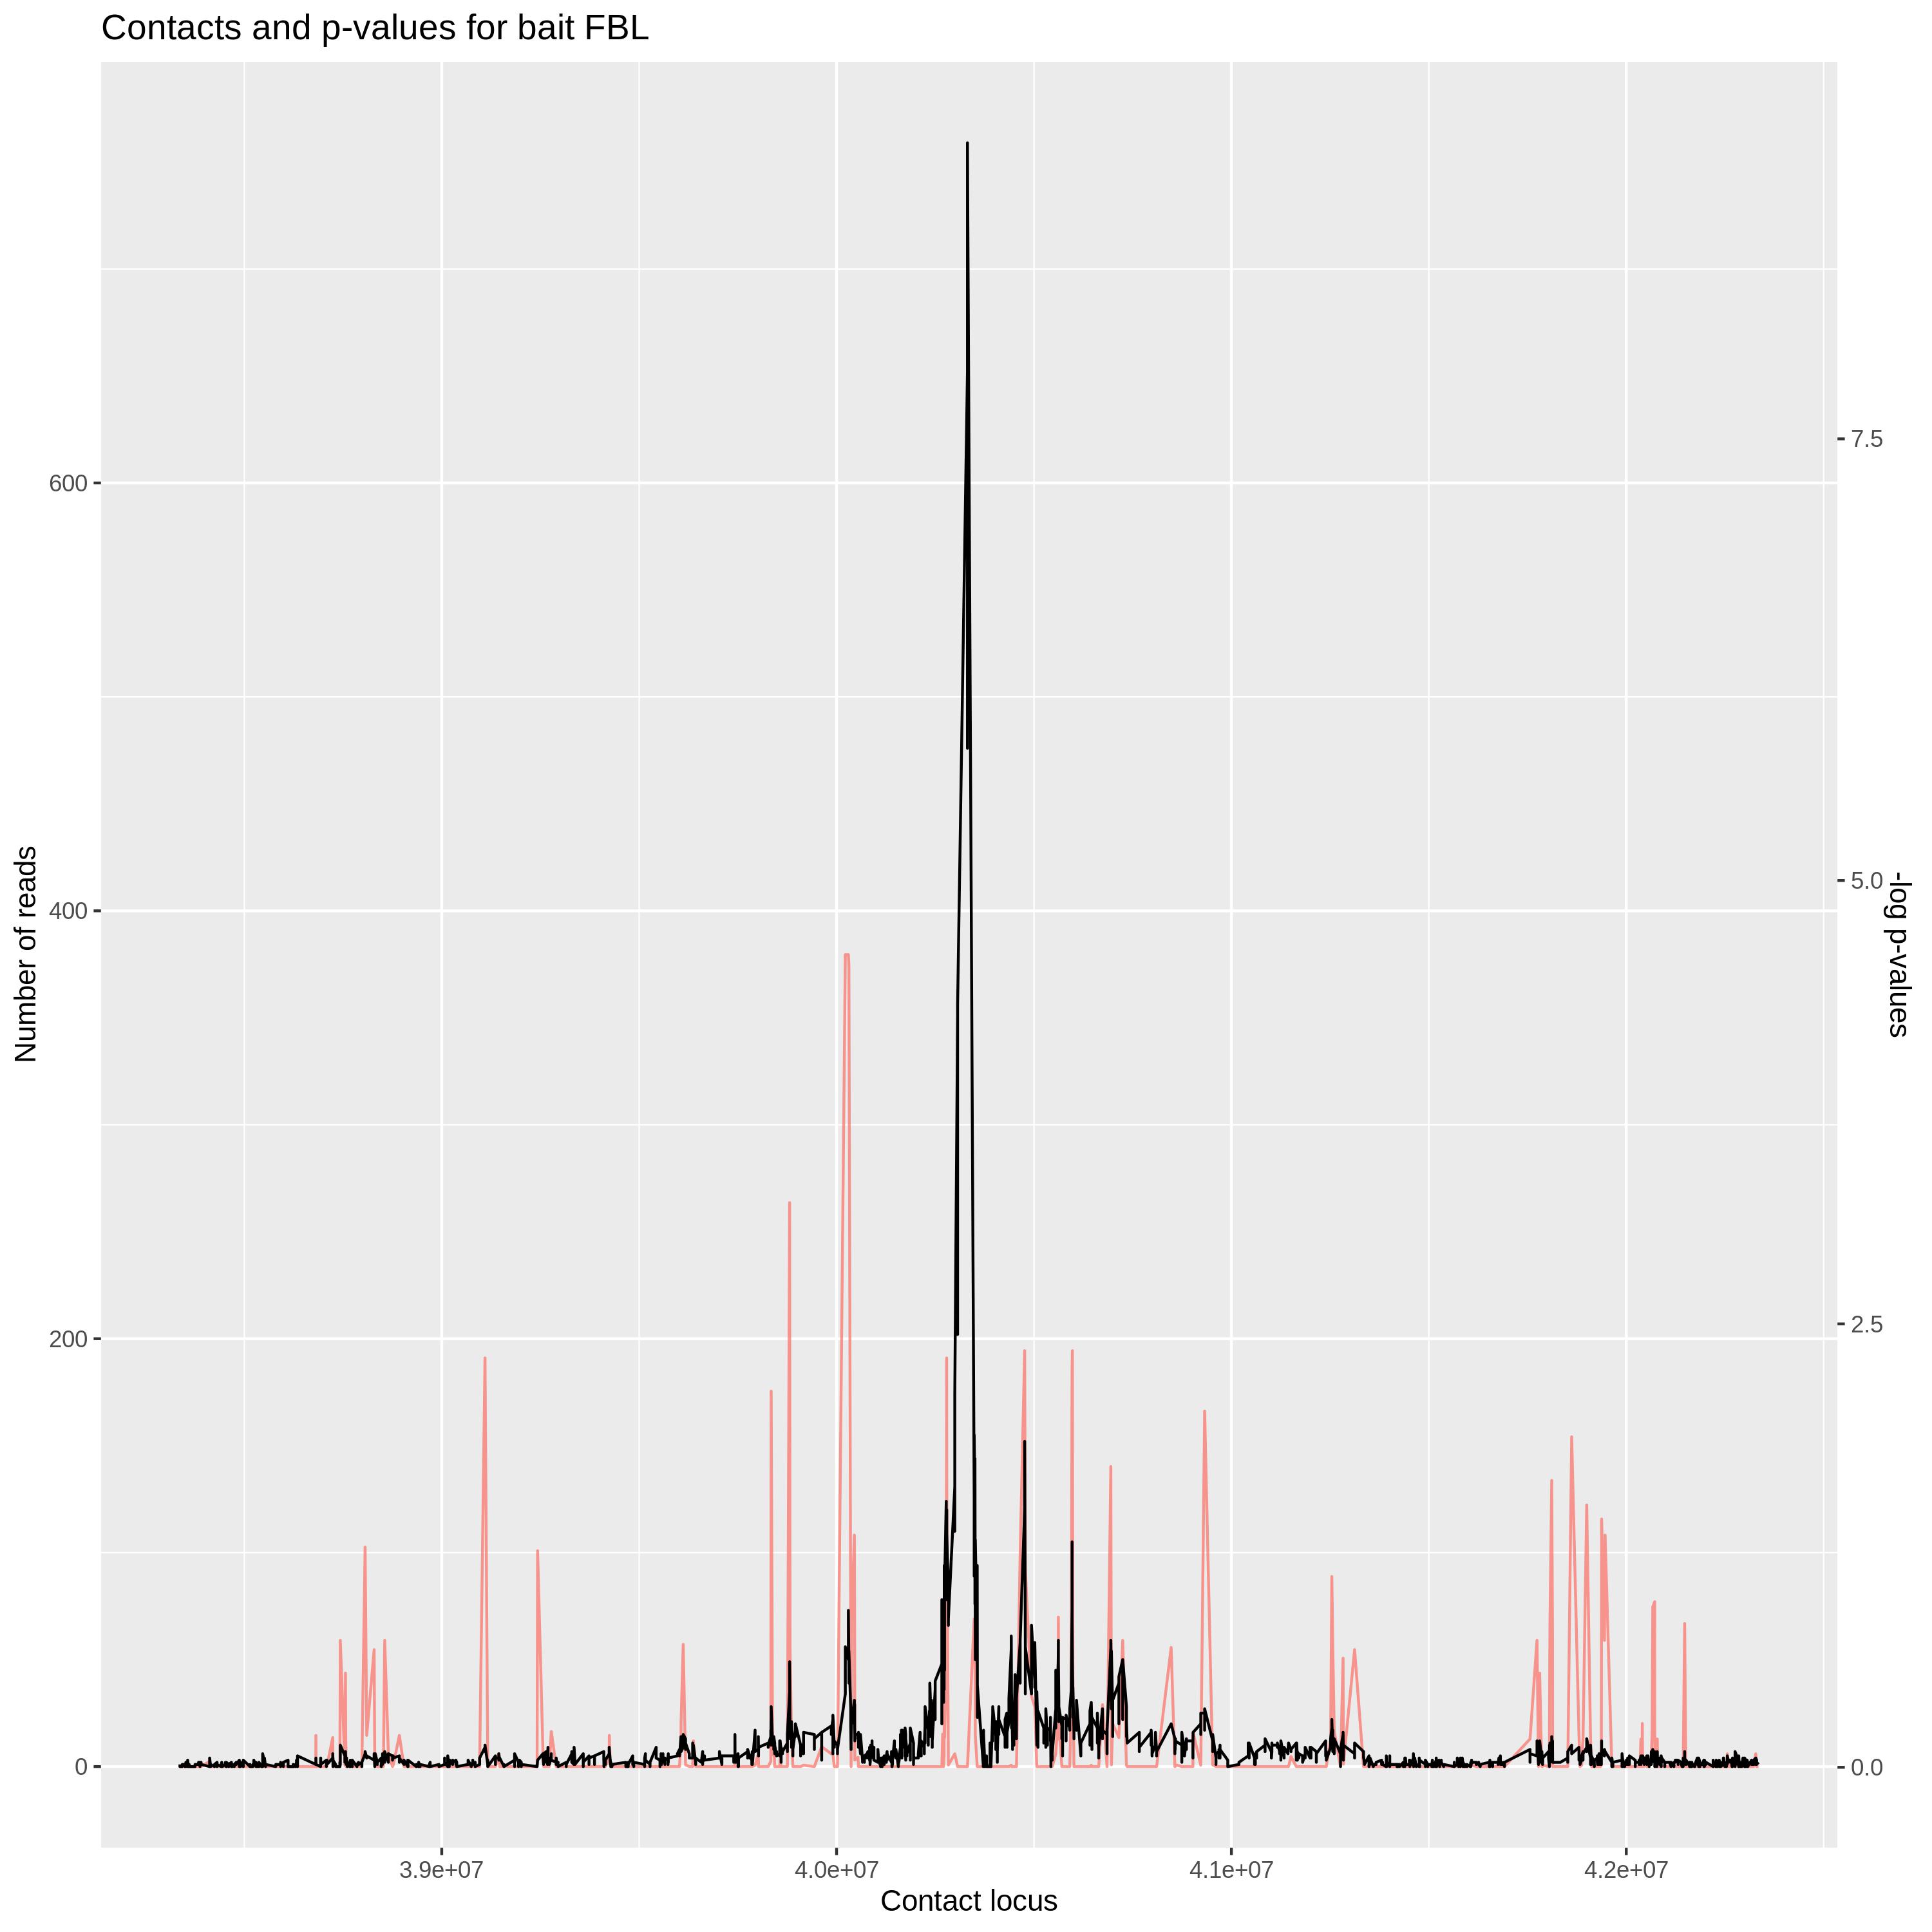 Contacts and p-values for bait FBL
Number of reads
600
400
200
0
7.5
5.0
2.5
0.0
-log p-values
3.9e+07
4.0e+07
4.1e+07
4.2e+07
Contact locus